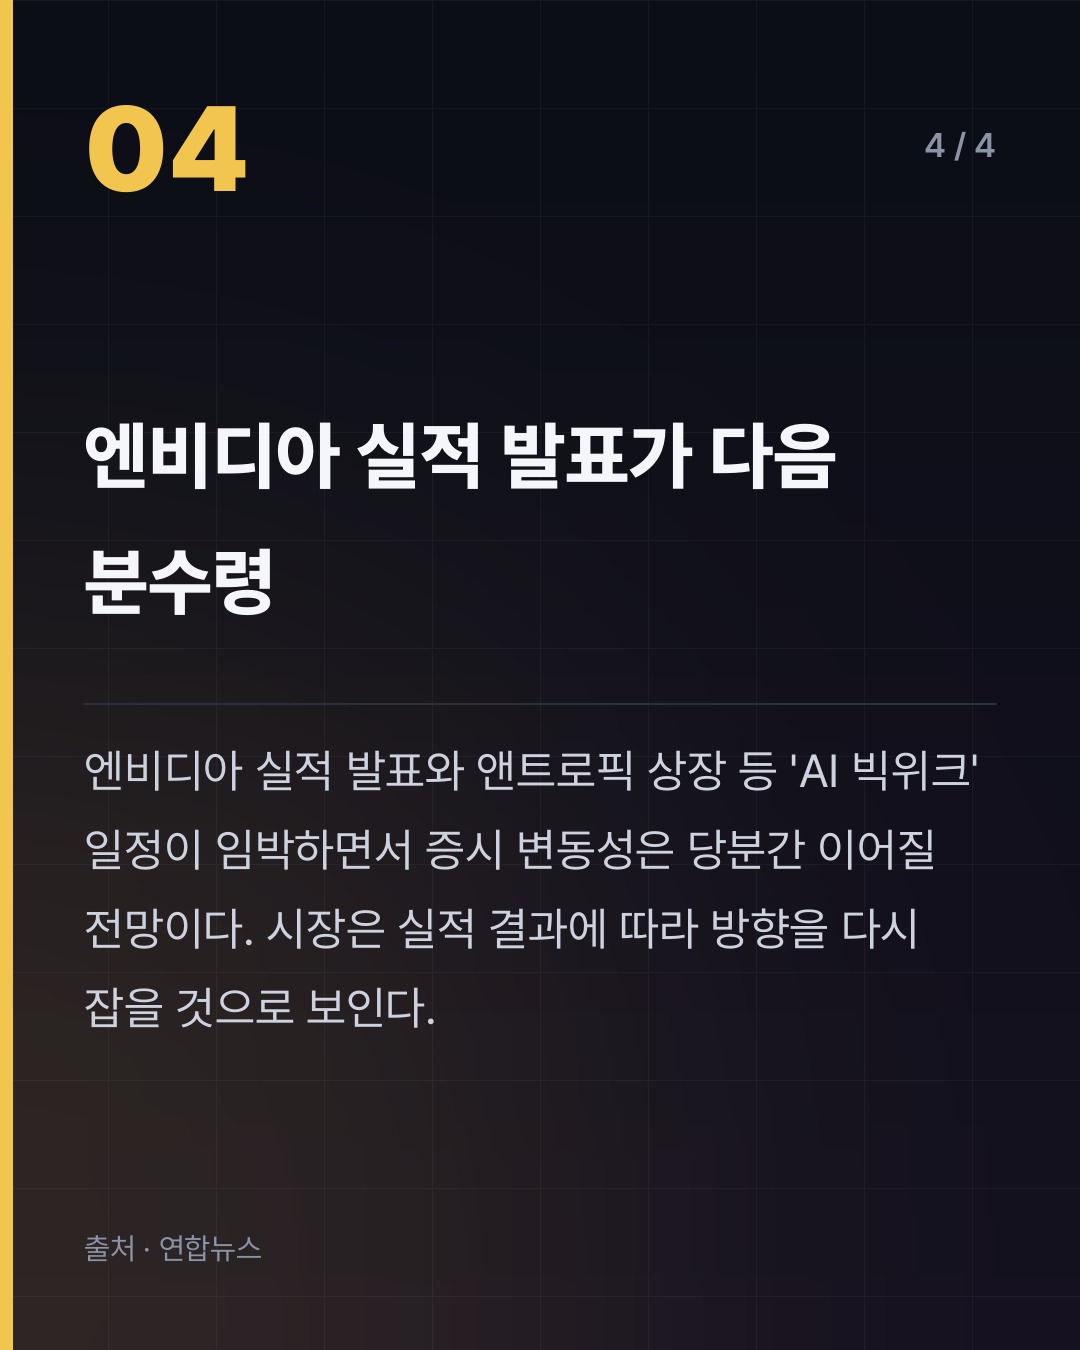 04
4 / 4
엔비디아 실적 발표가 다음
분수령
엔비디아 실적 발표와 앤트로픽 상장 등 'AI 빅위크'
일정이 임박하면서 증시 변동성은 당분간 이어질
전망이다. 시장은 실적 결과에 따라 방향을 다시
잡을 것으로 보인다.
출처 · 연합뉴스